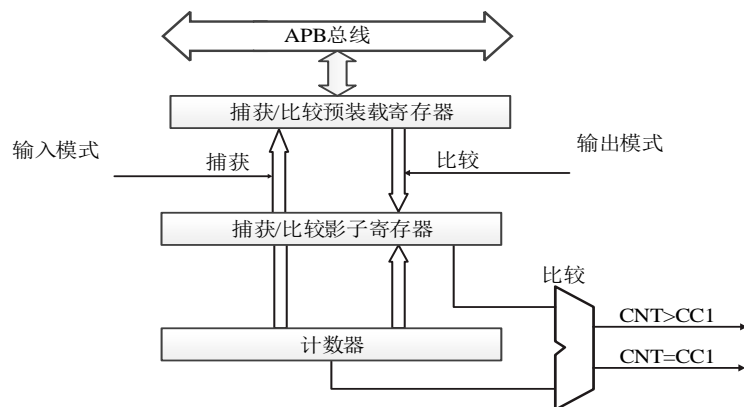 APB总线
捕获/比较预装载寄存器
输入模式
捕获
比较
输出模式
捕获/比较影子寄存器
比较
CNT>CC1
计数器
CNT=CC1